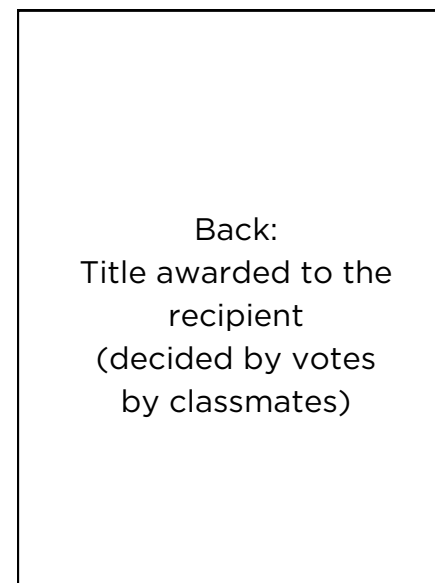 Back:
Title awarded to the
recipient
(decided by votes
by classmates)